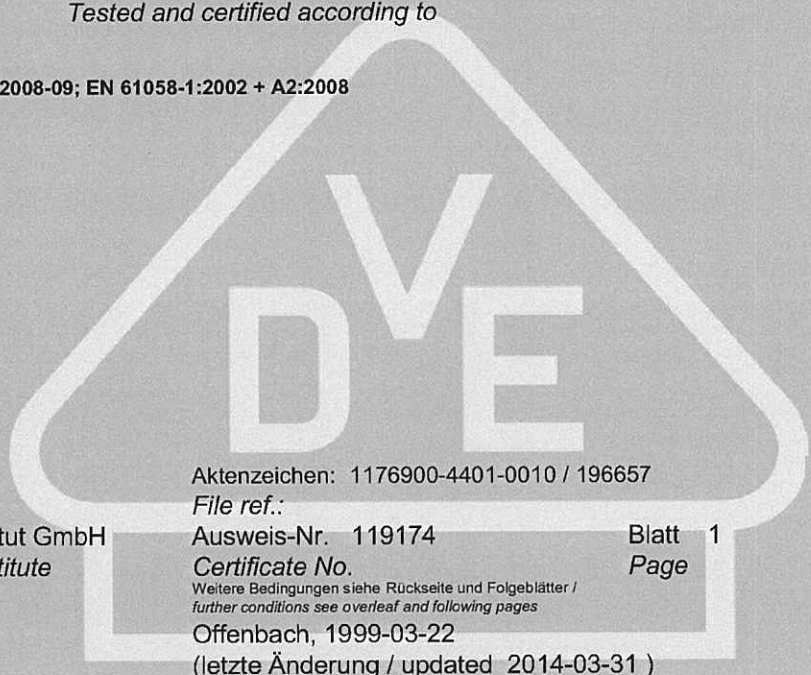 Tested and certified according to
2008-09; EN 61058-1:2002 + A2:2008
VDE
Aktenzeichen: 1176900-4401-0010 / 196657
File ref.:
tut GmbH Ausweis-Nr. 119174 Blatt 1
titute Certificate No. Page
Weitere Bedingungen siehe Rückseite und Folgeblätter /
further conditions see overleaf and following pages
Offenbach, 1999-03-22
(letzte Änderung / updated 2014-03-31 )